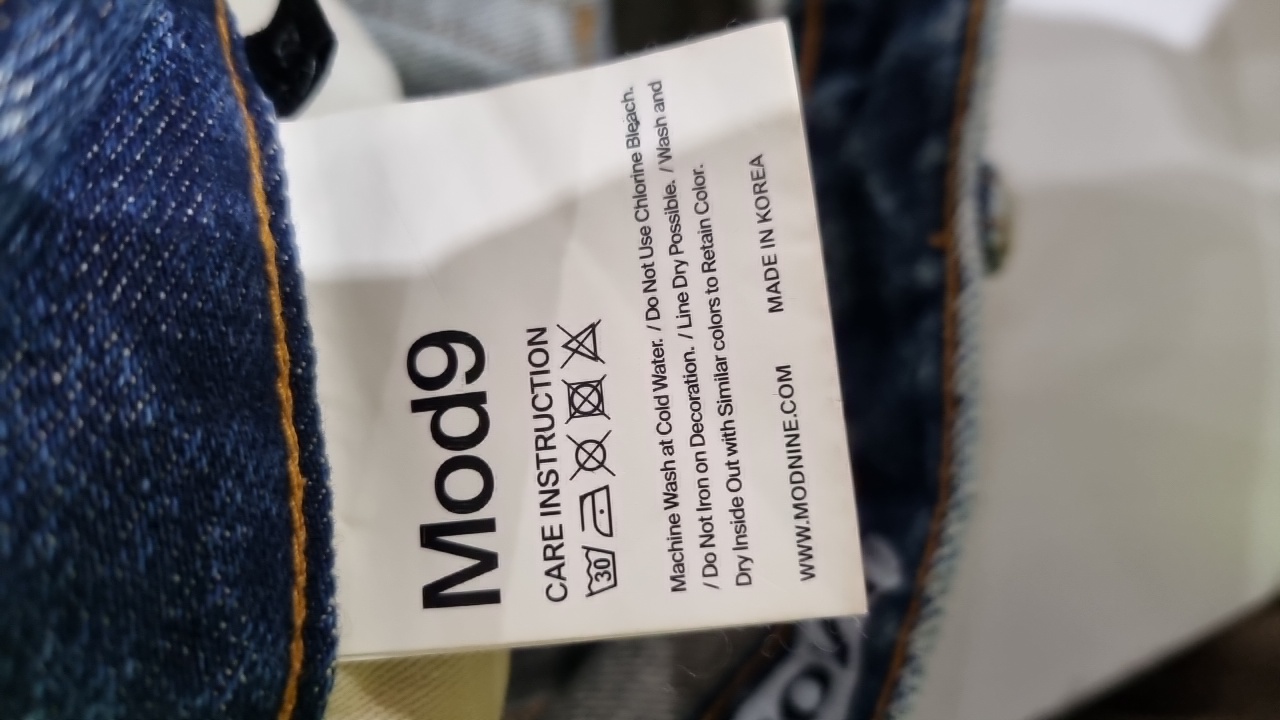 Mod9
CARE INSTRUCTION
30
Machine Wash at Cold Water. / Do Not Use Chlorine Bleach.
/ Do Not Iron on Decoration. / Line Dry Possible. / Wash and
Dry Inside Out with Similar colors to Retain Color.
WWW.MODNINE.COM MADE IN KOREA